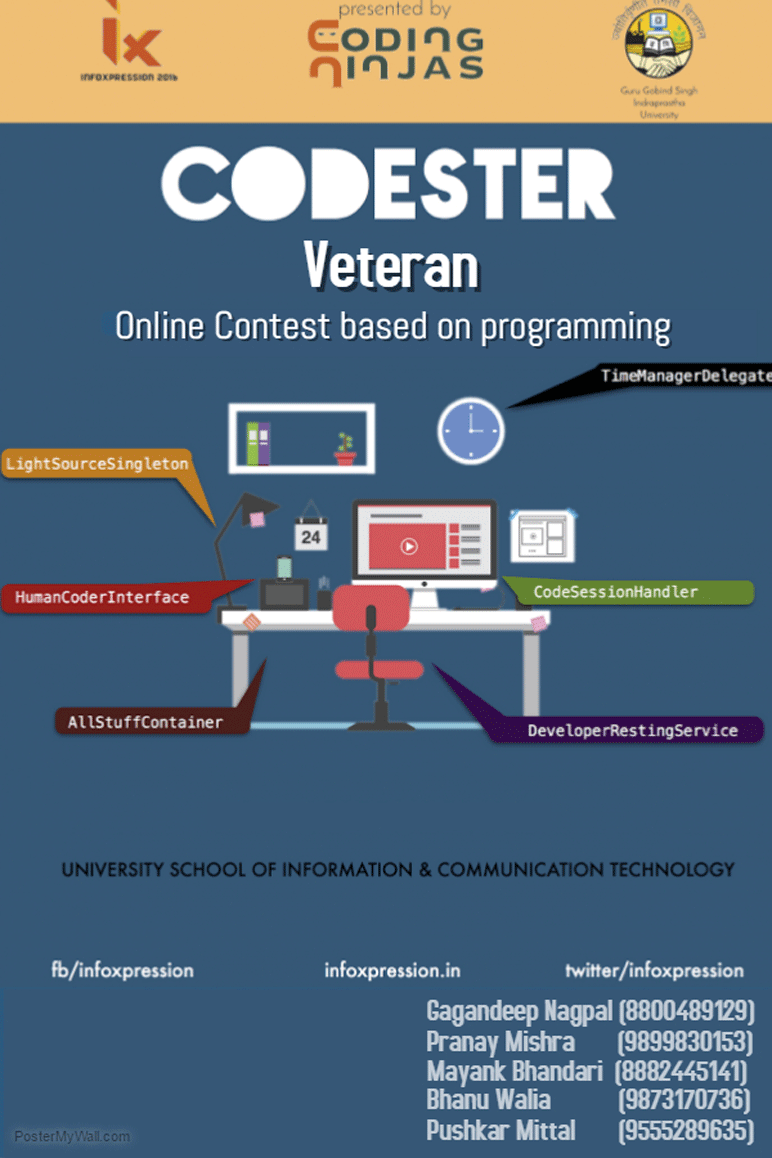 presented by
ix
INFOXPRESSION 2016
CODING
NINJAS
Guru Gobind Singh
Indraprastha
University
CODESTER
Veteran
Online Contest based on programming
TimeManagerDelegate
LightSourceSingleton
24
HumanCoderInterface
CodeSessionHandler
AllStuffContainer
DeveloperRestingService
UNIVERSITY SCHOOL OF INFORMATION & COMMUNICATION TECHNOLOGY
fb/infoxpression
infoxpression.in
twitter/infoxpression
Gagandeep Nagpal (8800489129)
Pranay Mishra (9899830153)
Mayank Bhandari (8882445141)
Bhanu Walia (9873170736)
Pushkar Mittal (9555289635)
PosterMyWall.com